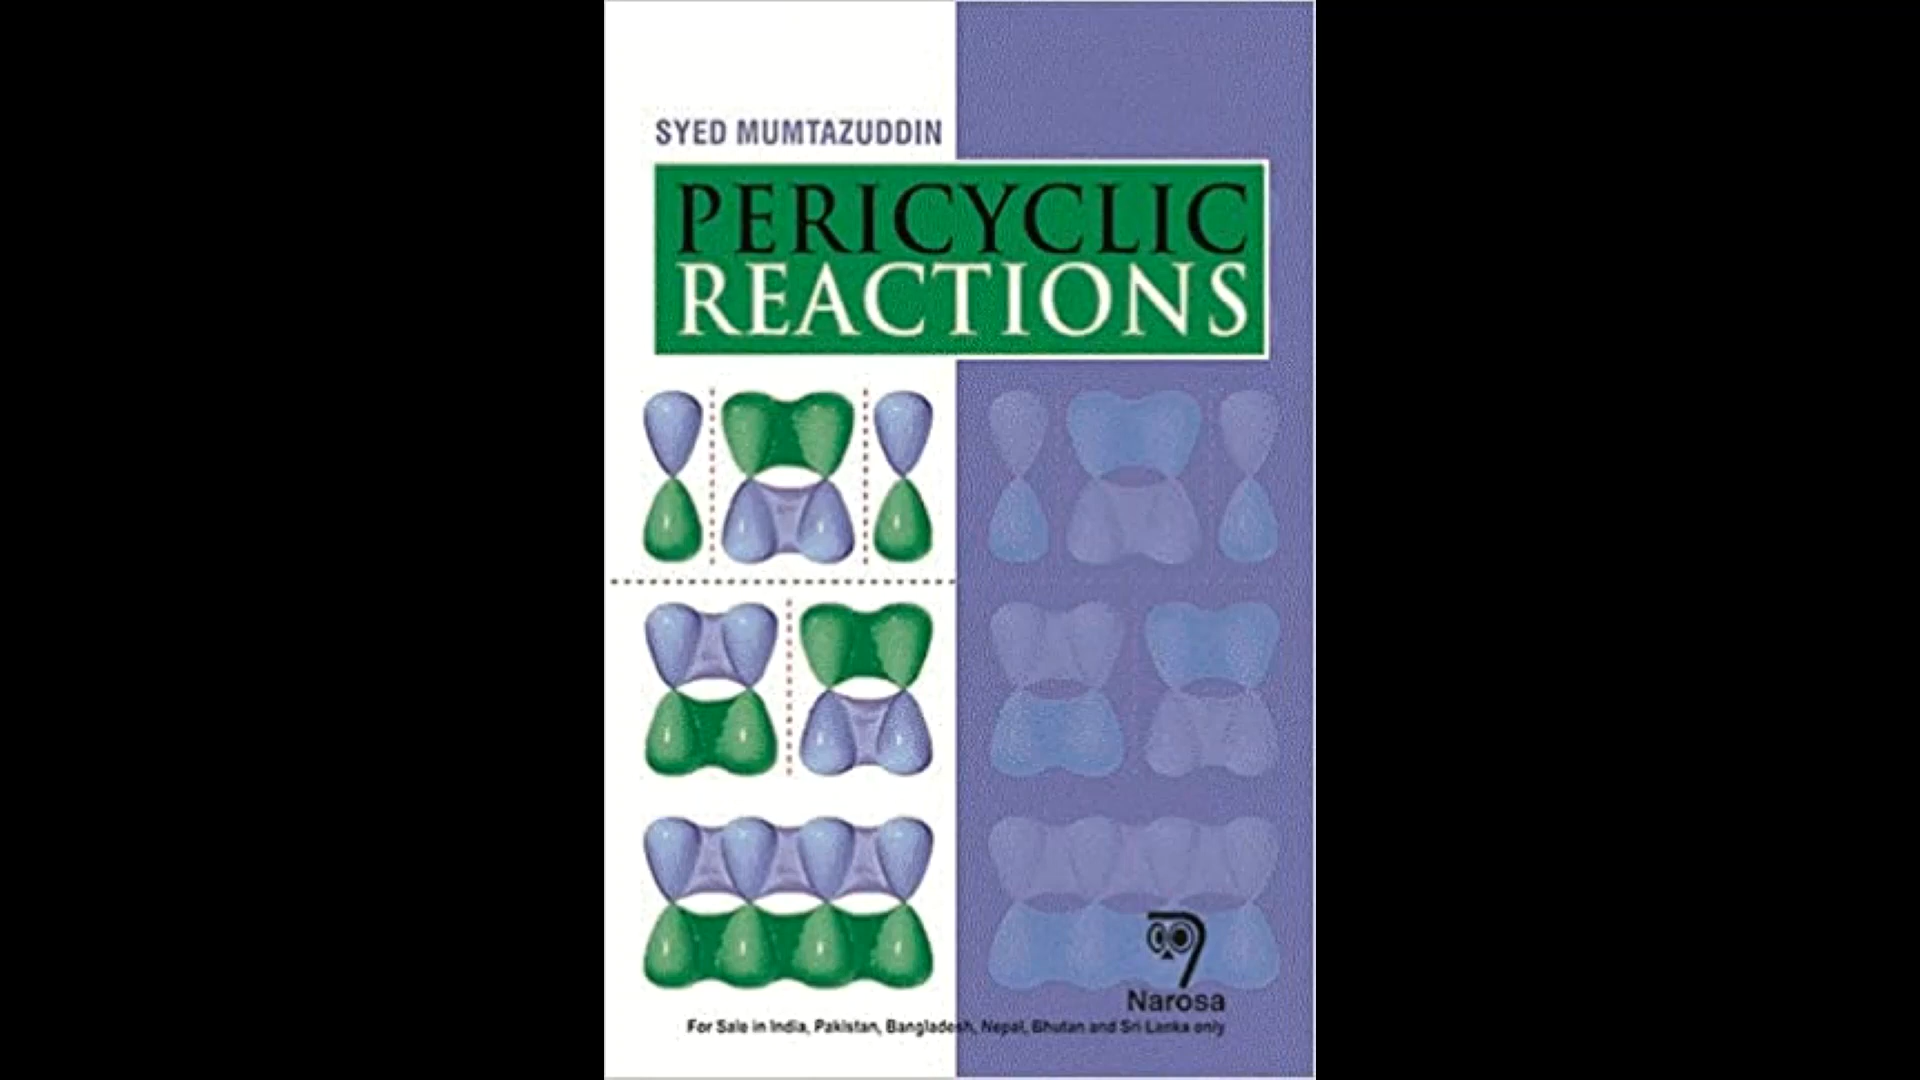 SYED MUMTAZUDDIN
PERICYCLIC
REACTIONS
Narosa
For Sale in India, Pakistan, Bangladesh, Nepal, Bhutan and Sri Lanka only